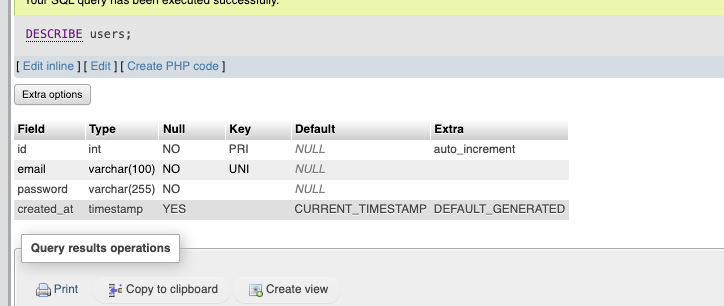 Your SQL query has been executed successfully.
DESCRIBE users;
[ Edit inline ] [ Edit ] [ Create PHP code ]
Extra options
Field Type Null Key Default Extra
id int NO PRI NULL auto_increment
email varchar(100) NO UNI NULL
password varchar(255) NO NULL
created_at timestamp YES CURRENT_TIMESTAMP DEFAULT_GENERATED
Query results operations
Print Copy to clipboard Create view